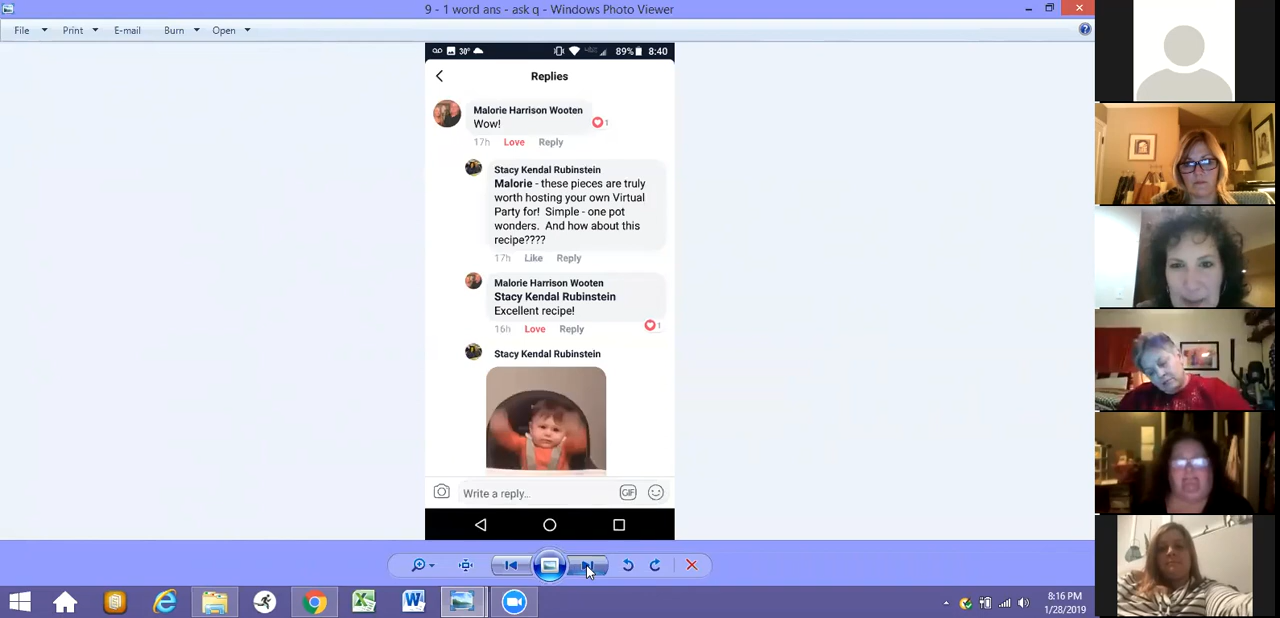 9 - 1 word ans - ask q - Windows Photo Viewer
File Print E-mail Burn Open
30° 89% 8:40
Replies
Malorie Harrison Wooten
Wow!
1
17h Love Reply
Stacy Kendal Rubinstein
Malorie - these pieces are truly
worth hosting your own Virtual
Party for! Simple - one pot
wonders. And how about this
recipe????
17h Like Reply
Malorie Harrison Wooten
Stacy Kendal Rubinstein
Excellent recipe!
1
16h Love Reply
Stacy Kendal Rubinstein
Write a reply...
GIF
8:16 PM
1/28/2019